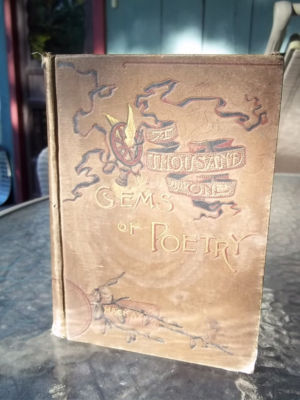 A
THOUSAND
AND ONE
GEMS
OF POETRY